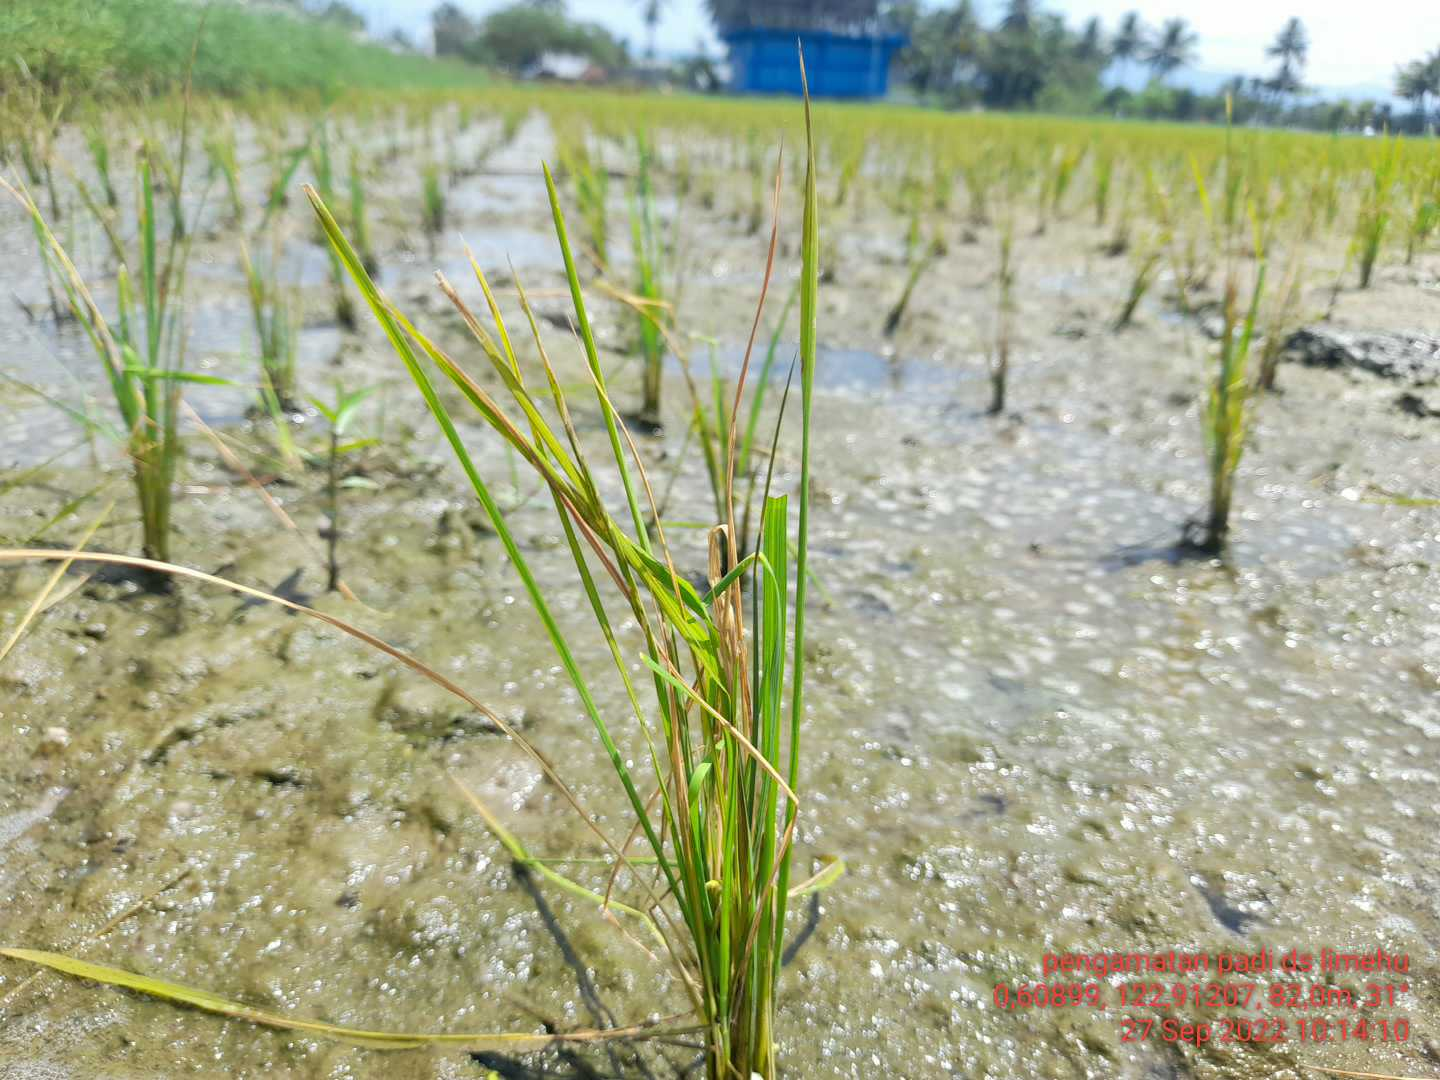 pengamatan padi ds limehu
0,60899, 122,91207, 82,0m, 31°
27 Sep 2022 10:14:10